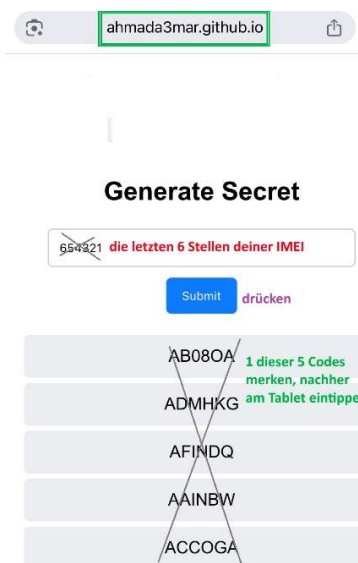 ahmada3mar.github.io
Generate Secret
654321 die letzten 6 Stellen deiner IMEI
Submit drücken
AB08OA 1 dieser 5 Codes
merken, nachher
ADMHKG am Tablet eintippe
AFINDQ
AAINBW
ACCOGA